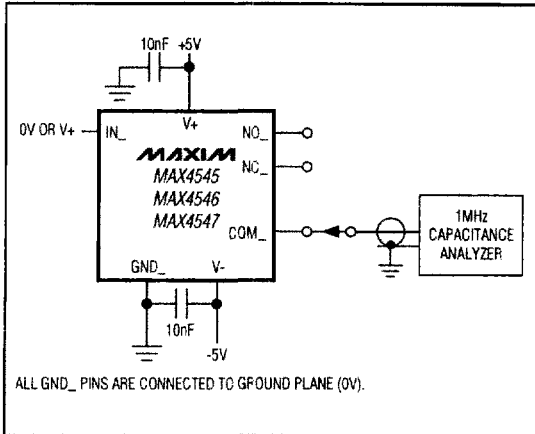 10nF +5V
0V OR V+
IN_
V+
NO_
MAXIM
NC_
MAX4545
MAX4546
MAX4547
COM_
1MHz
CAPACITANCE
ANALYZER
GND_
V-
10nF
-5V
ALL GND_ PINS ARE CONNECTED TO GROUND PLANE (0V).